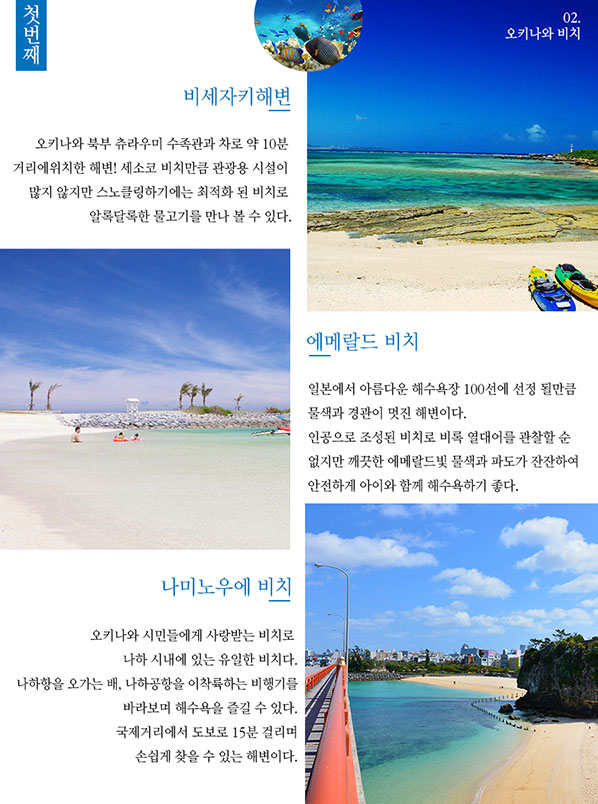 첫번째
02.
오키나와 비치
비세자키해변
오키나와 북부 츄라우미 수족관과 차로 약 10분
거리에위치한 해변! 세소코 비치만큼 관광용 시설이
많지 않지만 스노클링하기에는 최적화 된 비치로
알록달록한 물고기를 만나 볼 수 있다.
에메랄드 비치
일본에서 아름다운 해수욕장 100선에 선정 될만큼
물색과 경관이 멋진 해변이다.
인공으로 조성된 비치로 비록 열대어를 관찰할 순
없지만 깨끗한 에메랄드빛 물색과 파도가 잔잔하여
안전하게 아이와 함께 해수욕하기 좋다.
나미노우에 비치
오키나와 시민들에게 사랑받는 비치로
나하 시내에 있는 유일한 비치다.
나하항을 오가는 배, 나하공항을 이착륙하는 비행기를
바라보며 해수욕을 즐길 수 있다.
국제거리에서 도보로 15분 걸리며
손쉽게 찾을 수 있는 해변이다.